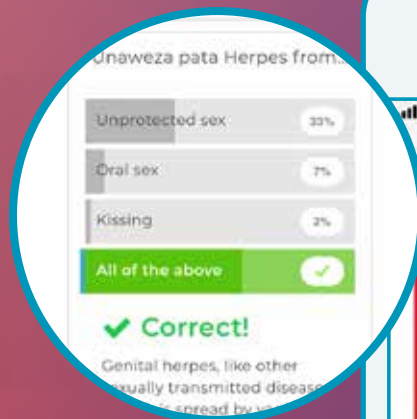 Unaweza pata Herpes from...
Unprotected sex
33%
Oral sex
7%
Kissing
2%
All of the above
Correct!
Genital herpes, like other
sexually transmitted disease
is spread by